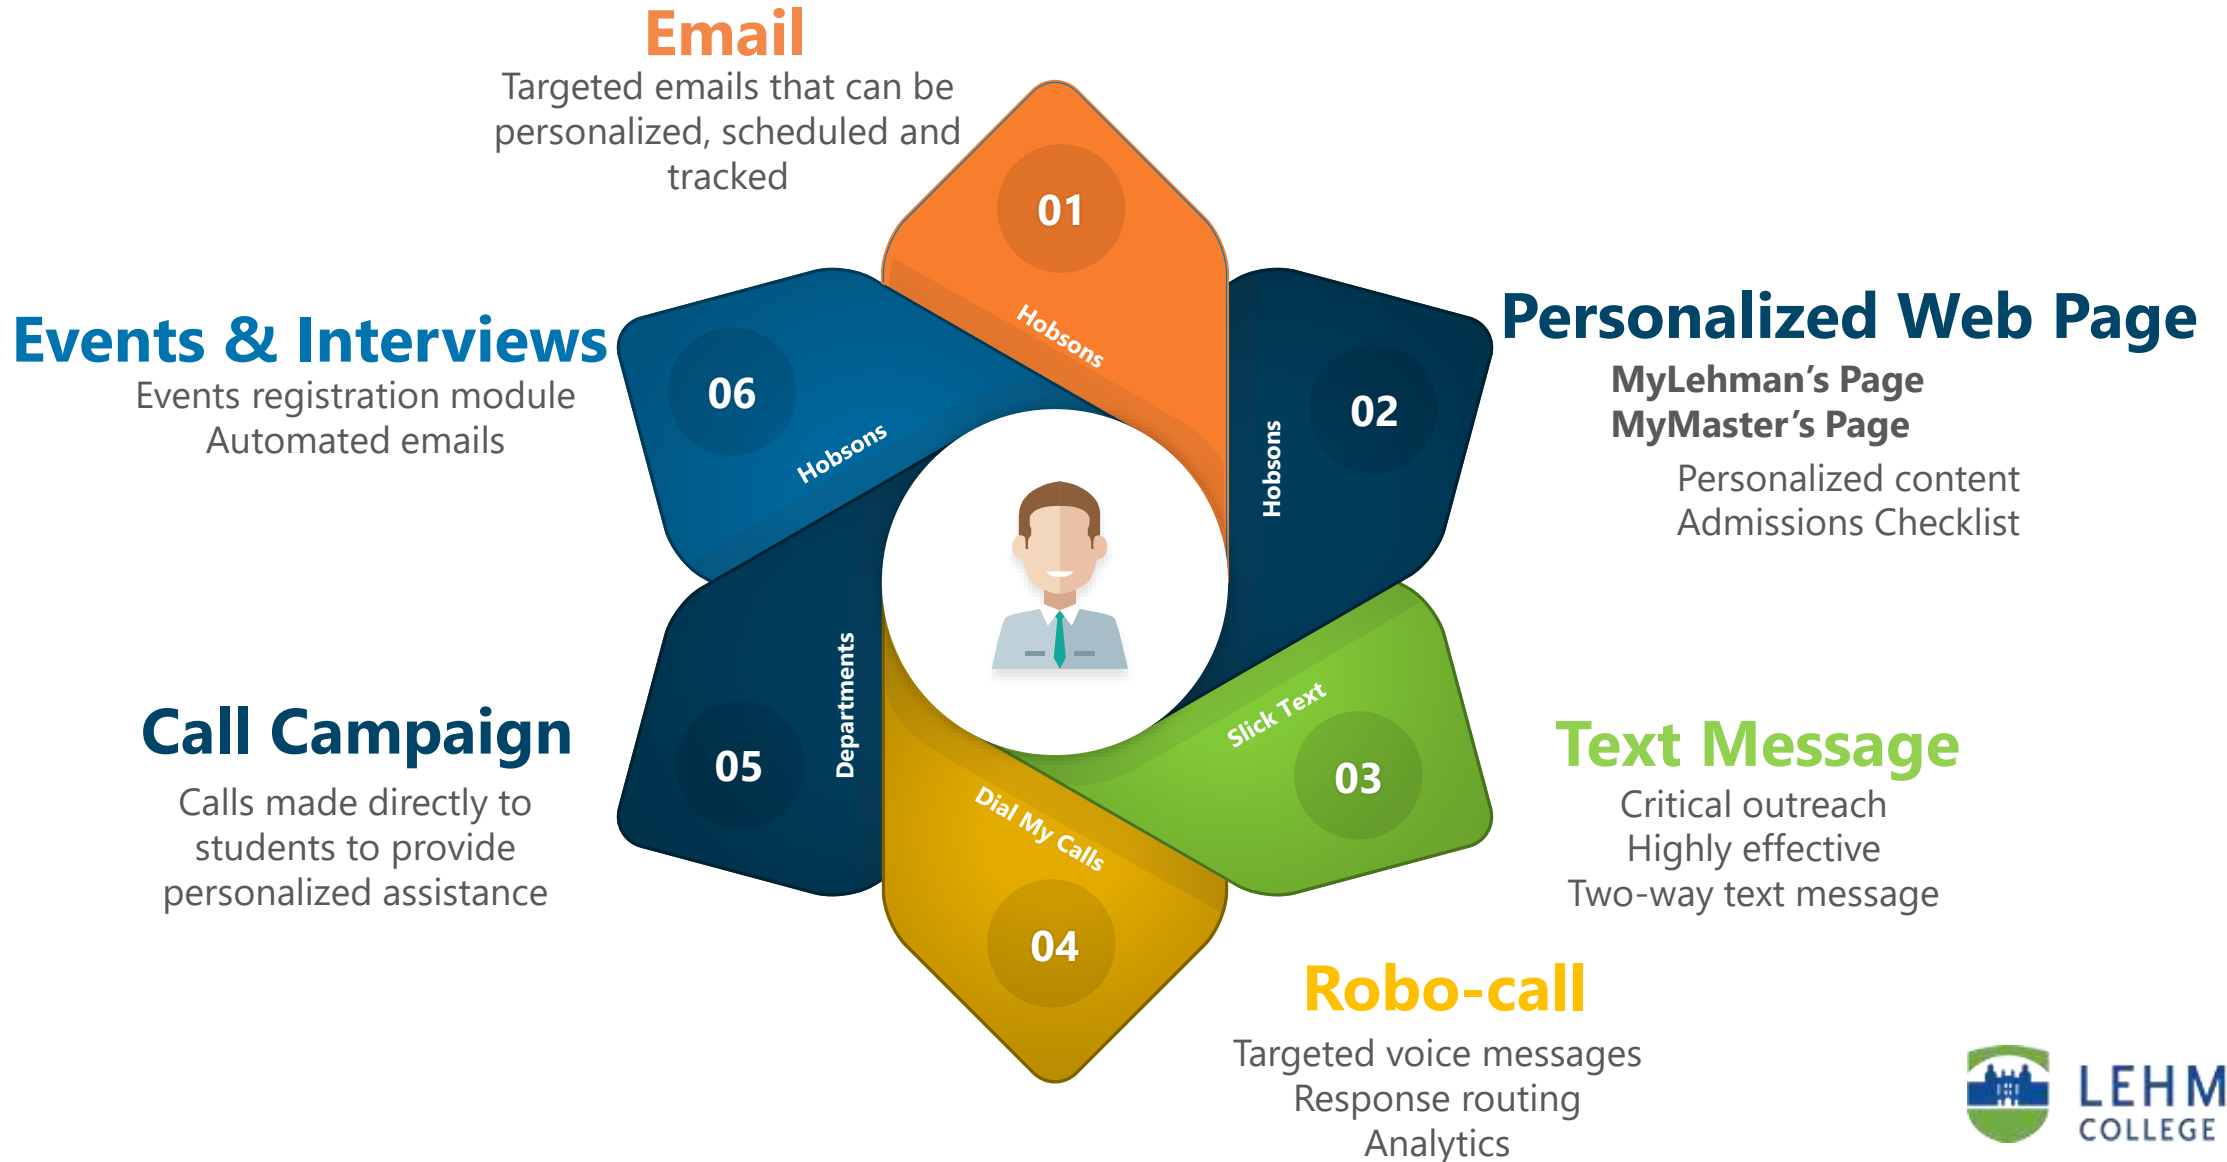 Email
Targeted emails that can be
personalized, scheduled and
tracked
01
Hobsons
Personalized Web Page
MyLehman’s Page
MyMaster’s Page
Personalized content
Admissions Checklist
02
Hobsons
Text Message
Critical outreach
Highly effective
Two-way text message
03
Slick Text
Robo-call
Targeted voice messages
Response routing
Analytics
04
Dial My Calls
Call Campaign
Calls made directly to
students to provide
personalized assistance
05
Departments
Events & Interviews
Events registration module
Automated emails
06
Hobsons
LEHM
COLLEGE